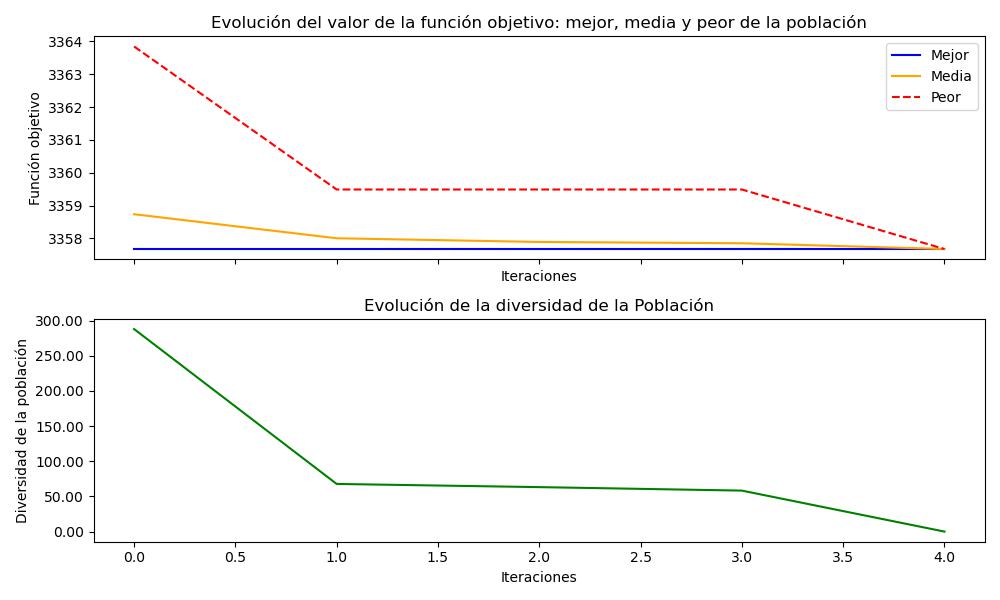 Evolución del valor de la función objetivo: mejor, media y peor de la población
3364
3363
3362
3361
3360
3359
3358
Función objetivo
Mejor
Media
Peor
Iteraciones
Evolución de la diversidad de la Población
300.00
250.00
200.00
150.00
100.00
50.00
0.00
Diversidad de la población
0.0 0.5 1.0 1.5 2.0 2.5 3.0 3.5 4.0
Iteraciones